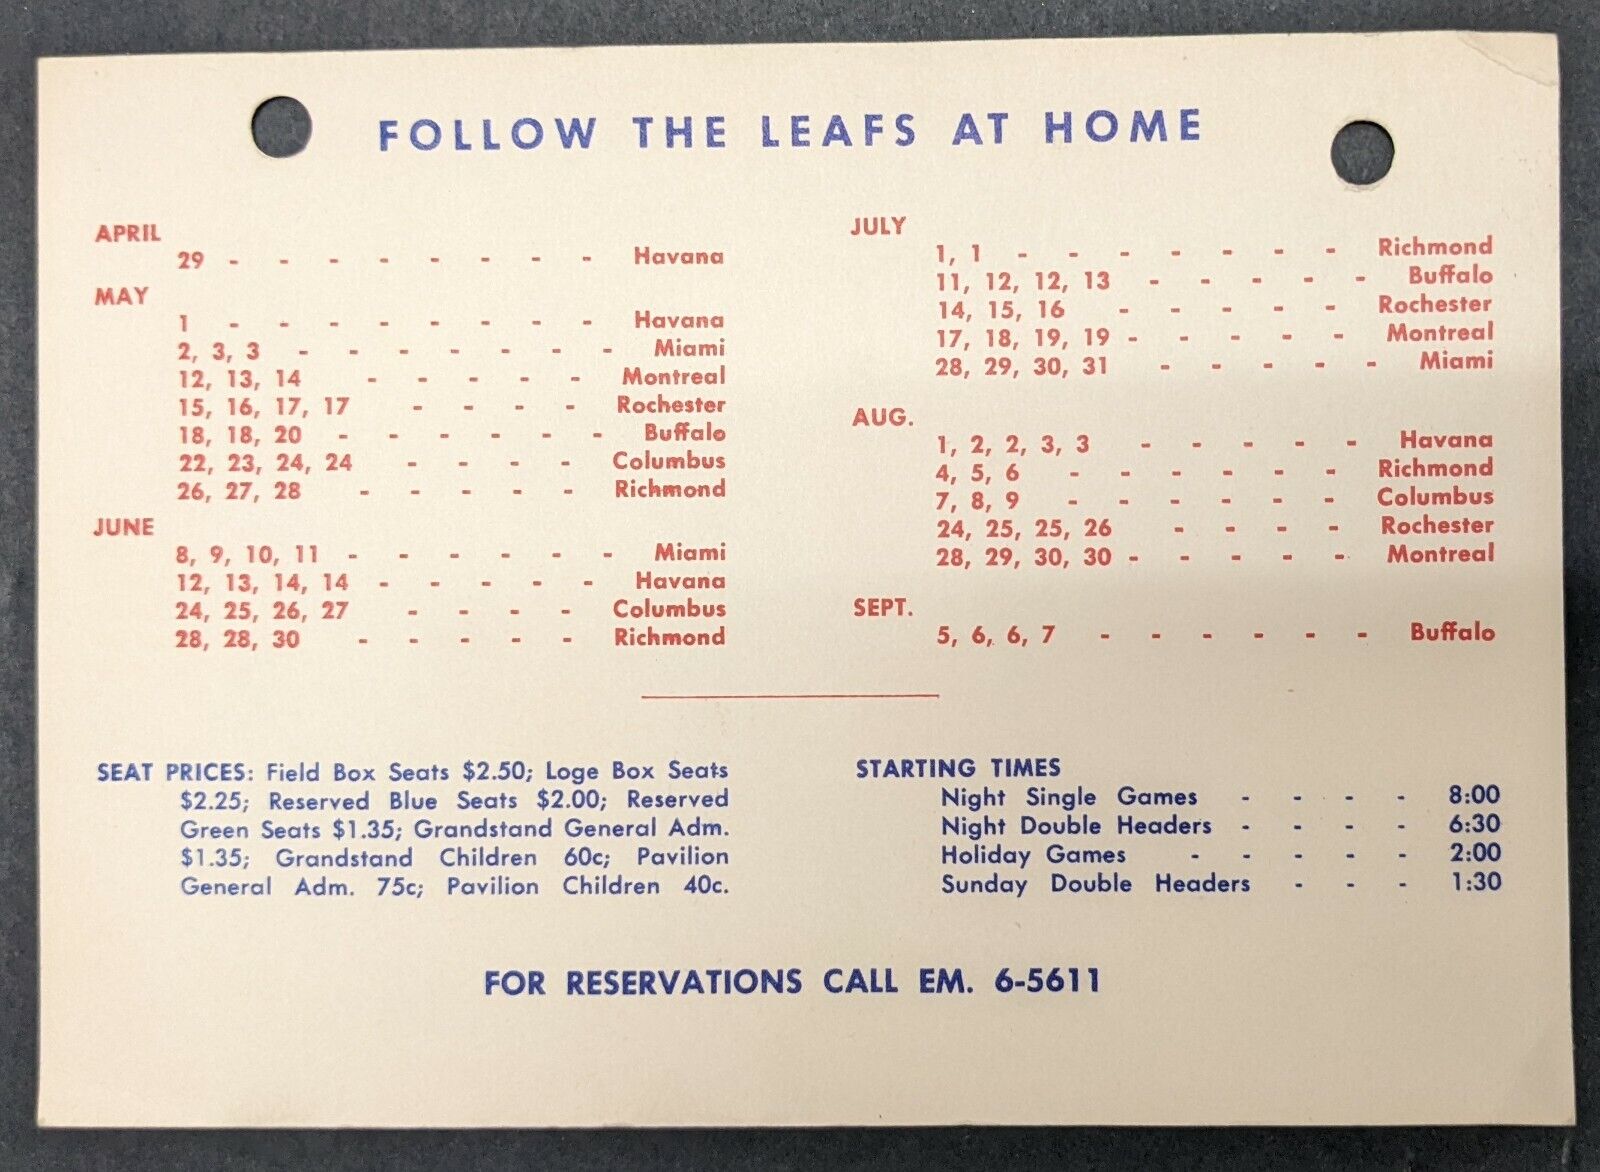 FOLLOW THE LEAFS AT HOME
APRIL
29 - - - - - - - - Havana
MAY
1 - - - - - - - - Havana
2, 3, 3 - - - - - - - Miami
12, 13, 14 - - - - - Montreal
15, 16, 17, 17 - - - - Rochester
18, 18, 20 - - - - - - Buffalo
22, 23, 24, 24 - - - - Columbus
26, 27, 28 - - - - - Richmond
JUNE
8, 9, 10, 11 - - - - - - Miami
12, 13, 14, 14 - - - - - Havana
24, 25, 26, 27 - - - - Columbus
28, 28, 30 - - - - - Richmond
JULY
1, 1 - - - - - - - Richmond
11, 12, 12, 13 - - - - - Buffalo
14, 15, 16 - - - - - Rochester
17, 18, 19, 19 - - - - - Montreal
28, 29, 30, 31 - - - - - Miami
AUG.
1, 2, 2, 3, 3 - - - - - Havana
4, 5, 6 - - - - - - Richmond
7, 8, 9 - - - - - - Columbus
24, 25, 25, 26 - - - - Rochester
28, 29, 30, 30 - - - - - Montreal
SEPT.
5, 6, 6, 7 - - - - - - Buffalo
SEAT PRICES: Field Box Seats $2.50; Loge Box Seats
$2.25; Reserved Blue Seats $2.00; Reserved
Green Seats $1.35; Grandstand General Adm.
$1.35; Grandstand Children 60c; Pavilion
General Adm. 75c; Pavilion Children 40c.
STARTING TIMES
Night Single Games - - - - 8:00
Night Double Headers - - - - 6:30
Holiday Games - - - - - 2:00
Sunday Double Headers - - - 1:30
FOR RESERVATIONS CALL EM. 6-5611